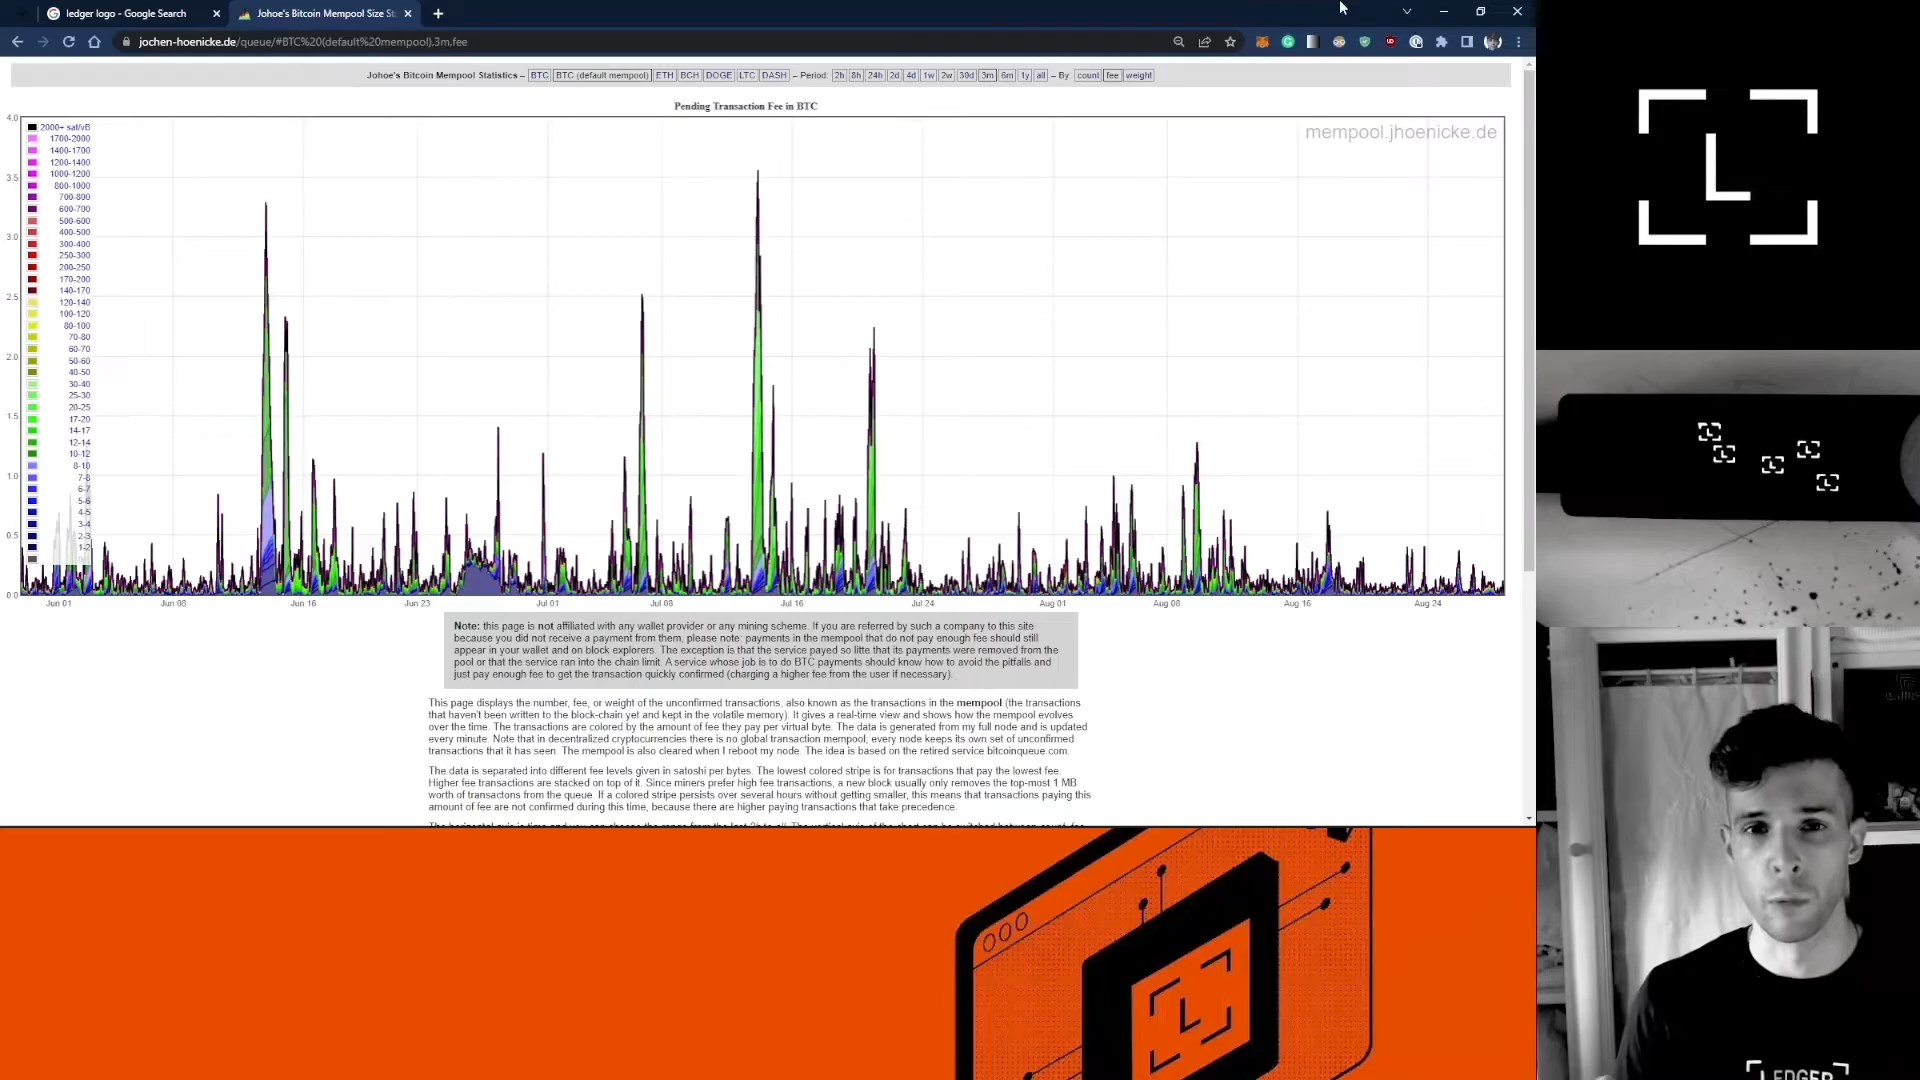 ledger logo - Google Search
Johoe's Bitcoin Mempool Size St
jochen-hoenicke.de/queue/#BTC%20(default%20mempool),3m,fee
Johoe's Bitcoin Mempool Statistics – BTC BTC (default mempool) ETH BCH DOGE LTC DASH – Period: 2h 8h 24h 2d 4d 1w 2w 30d 3m 6m 1y all – By count fee weight
Pending Transaction Fee in BTC
mempool.jhoenicke.de
4.0
3.5
3.0
2.5
2.0
1.5
1.0
0.5
0.0
2000+ sat/vB
1700-2000
1400-1700
1200-1400
1000-1200
800-1000
700-800
600-700
500-600
400-500
300-400
250-300
200-250
170-200
140-170
120-140
100-120
80-100
70-80
60-70
50-60
40-50
30-40
25-30
20-25
17-20
14-17
12-14
10-12
8-10
7-8
6-7
5-6
4-5
3-4
2-3
1-2
Jun 01 Jun 08 Jun 16 Jun 23 Jul 01 Jul 08 Jul 16 Jul 24 Aug 01 Aug 08 Aug 16 Aug 24
Note: this page is not affiliated with any wallet provider or any mining scheme. If you are referred by such a company to this site
because you did not receive a payment from them, please note: payments in the mempool that do not pay enough fee should still
appear in your wallet and on block explorers. The exception is that the service payed so litte that its payments were removed from the
pool or that the service ran into the chain limit. A service whose job is to do BTC payments should know how to avoid the pitfalls and
just pay enough fee to get the transaction quickly confirmed (charging a higher fee from the user if necessary).
This page displays the number, fee, or weight of the unconfirmed transactions, also known as the transactions in the mempool (the transactions
that haven't been written to the block-chain yet and kept in the volatile memory). It gives a real-time view and shows how the mempool evolves
over the time. The transactions are colored by the amount of fee they pay per virtual byte. The data is generated from my full node and is updated
every minute. Note that in decentralized cryptocurrencies there is no global transaction mempool, every node keeps its own set of unconfirmed
transactions that it has seen. The mempool is also cleared when I reboot my node. The idea is based on the retired service bitcoinqueue.com.
The data is separated into different fee levels given in satoshi per bytes. The lowest colored stripe is for transactions that pay the lowest fee.
Higher fee transactions are stacked on top of it. Since miners prefer high fee transactions, a new block usually only removes the top-most 1 MB
worth of transactons from the queue. If a colored stripe persists over several hours without getting smaller, this means that transactions paying this
amount of fee are not confirmed during this time, because there are higher paying transactions that take precedence.
L
L
L
L
L
L
L
LEDGER